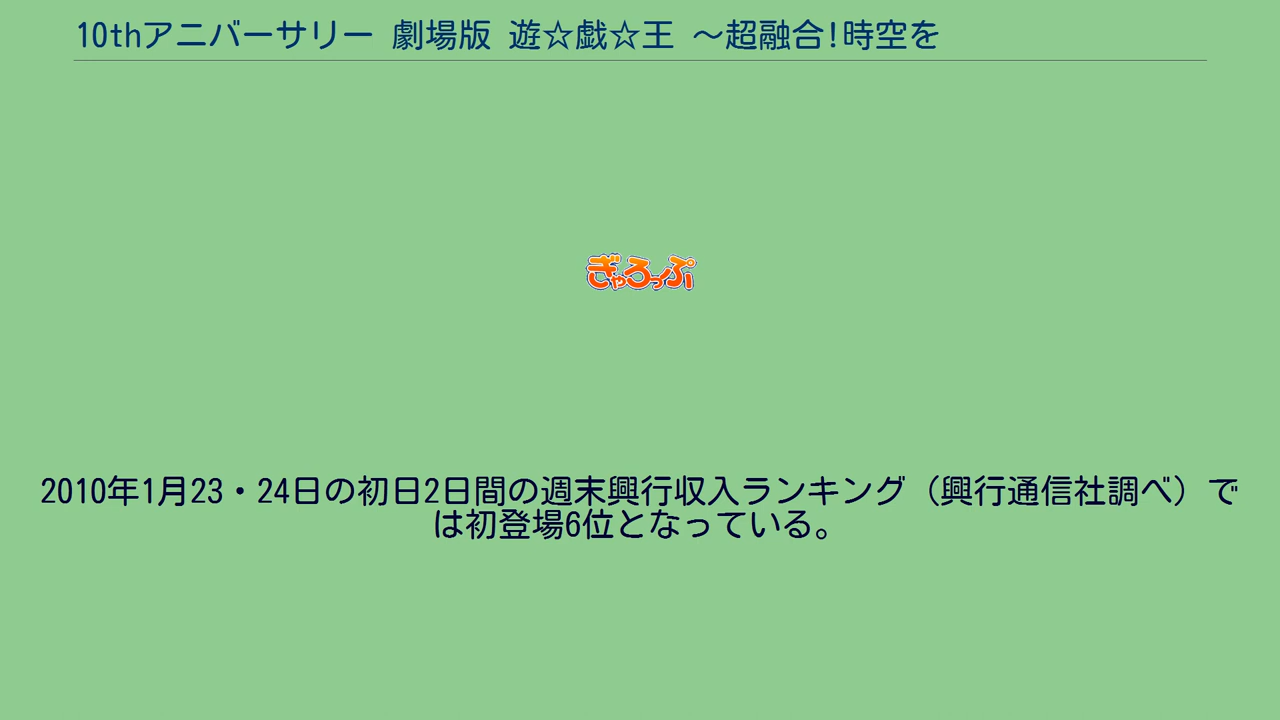 10thアニバーサリー 劇場版 遊☆戯☆王 ～超融合!時空を
ぎゃろっぷ
2010年1月23・24日の初日2日間の週末興行収入ランキング（興行通信社調べ）で
は初登場6位となっている。